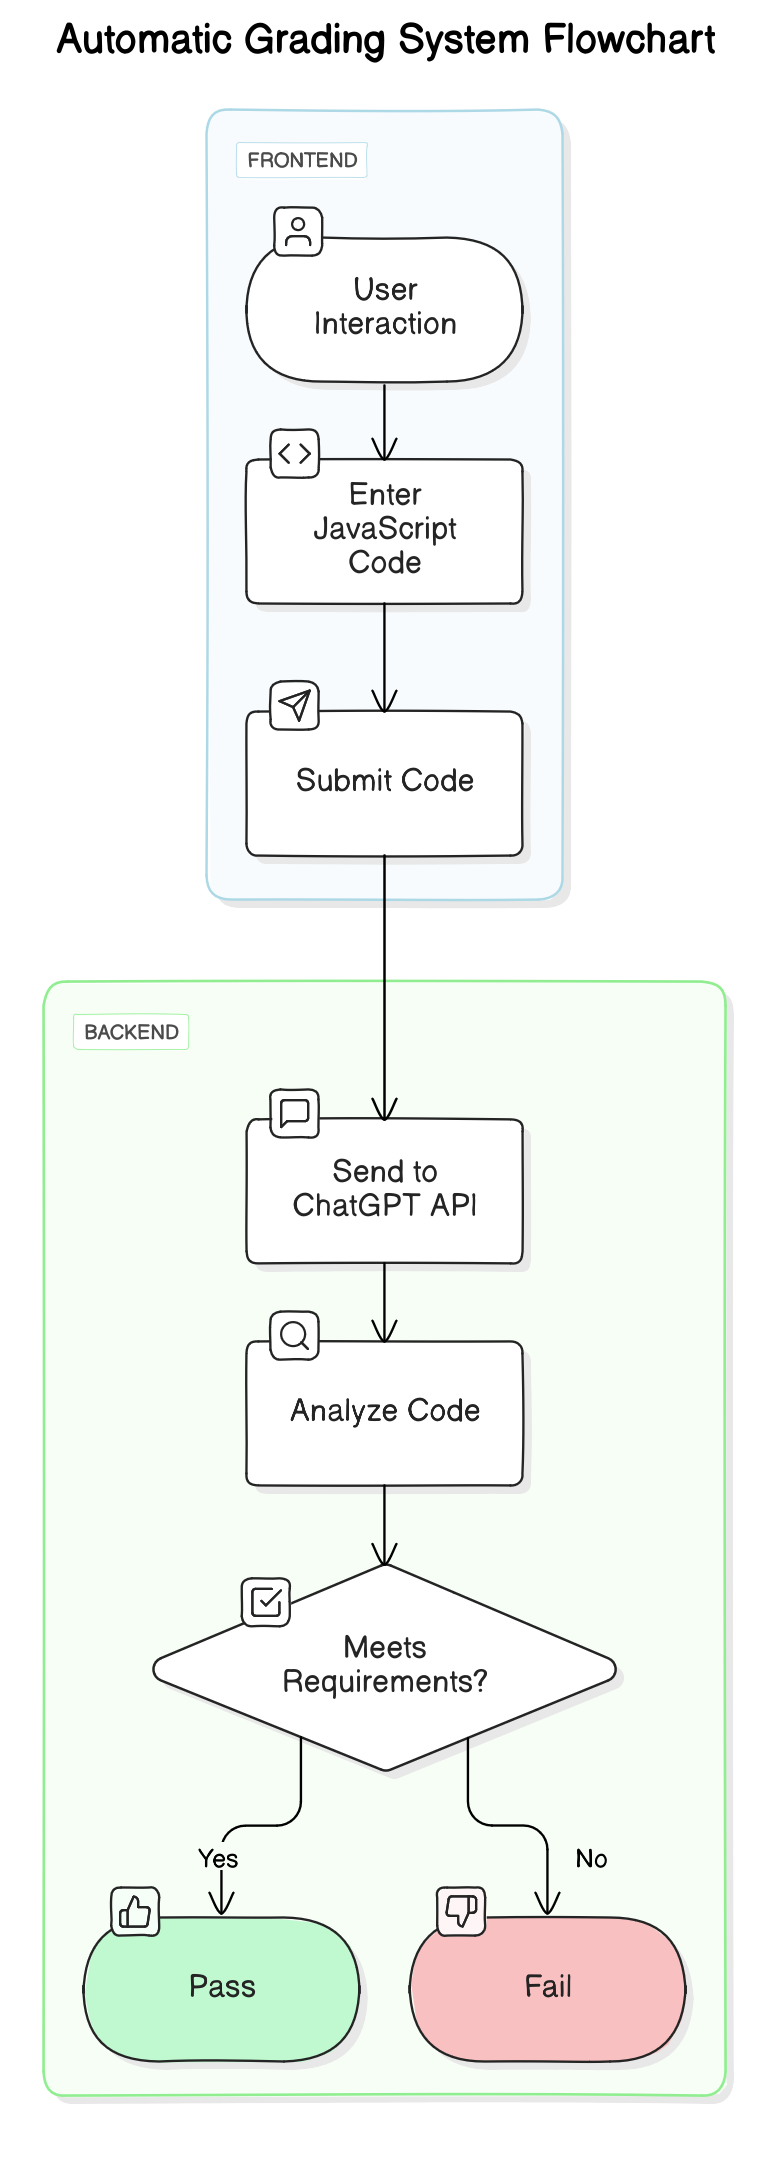 Automatic Grading System Flowchart
FRONTEND
User
Interaction
Enter
JavaScript
Code
Submit Code
BACKEND
Send to
ChatGPT API
Analyze Code
Meets
Requirements?
Yes
No
Pass
Fail